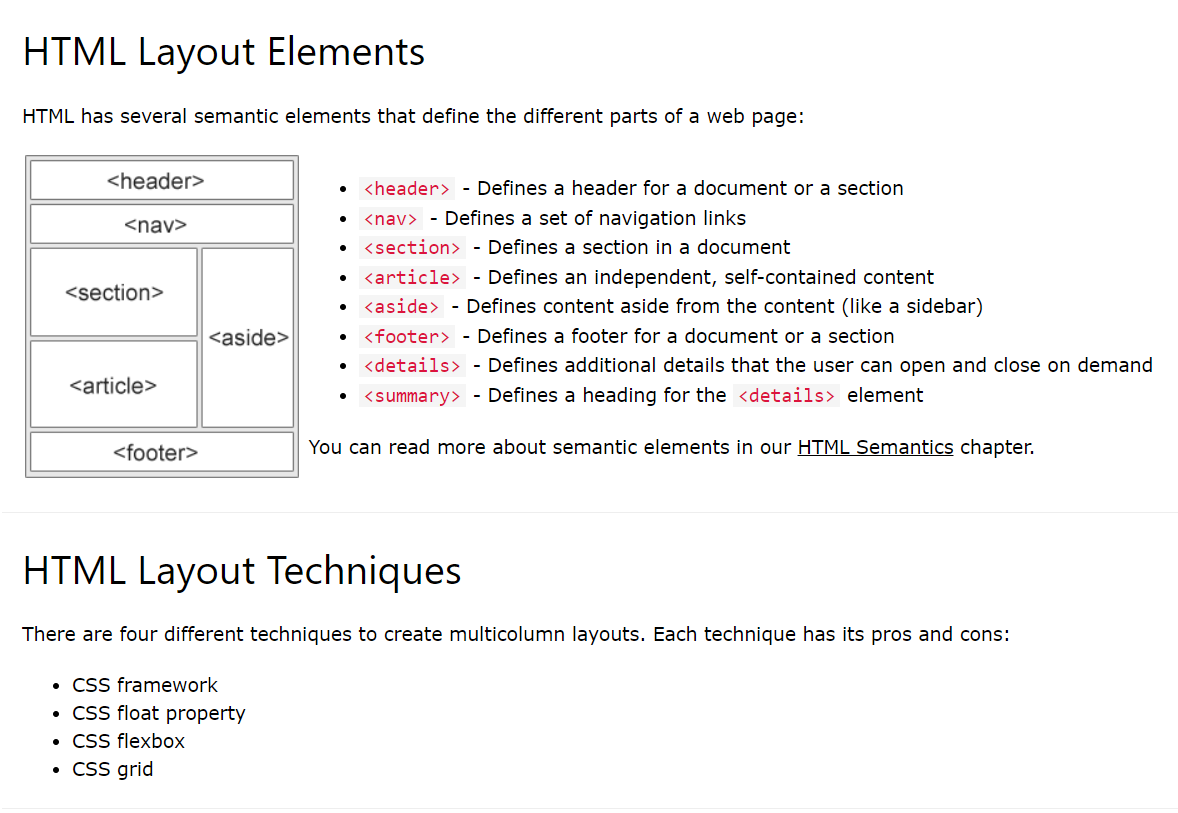 HTML Layout Elements
HTML has several semantic elements that define the different parts of a web page:
<header>
<nav>
<section>
<aside>
<article>
<footer>
<header> - Defines a header for a document or a section
<nav> - Defines a set of navigation links
<section> - Defines a section in a document
<article> - Defines an independent, self-contained content
<aside> - Defines content aside from the content (like a sidebar)
<footer> - Defines a footer for a document or a section
<details> - Defines additional details that the user can open and close on demand
<summary> - Defines a heading for the <details> element
You can read more about semantic elements in our HTML Semantics chapter.
HTML Layout Techniques
There are four different techniques to create multicolumn layouts. Each technique has its pros and cons:
CSS framework
CSS float property
CSS flexbox
CSS grid